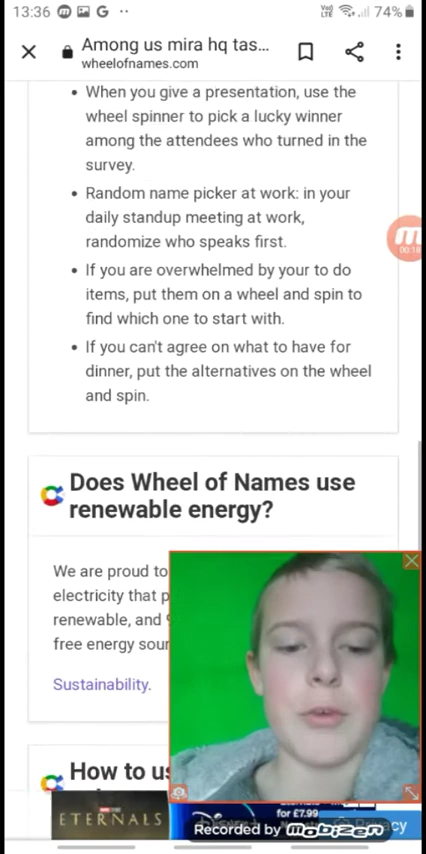 13:36
Vo)) LTE
74%
Among us mira hq tas...
wheelofnames.com
• When you give a presentation, use the
wheel spinner to pick a lucky winner
among the attendees who turned in the
survey.
• Random name picker at work: in your
daily standup meeting at work,
randomize who speaks first.
• If you are overwhelmed by your to do
items, put them on a wheel and spin to
find which one to start with.
• If you can't agree on what to have for
dinner, put the alternatives on the wheel
and spin.
00:18
Does Wheel of Names use
renewable energy?
We are proud to
electricity that p
renewable, and
free energy sour
Sustainability.
How to us
ETERNALS
for £7.99
Recorded by mobizen